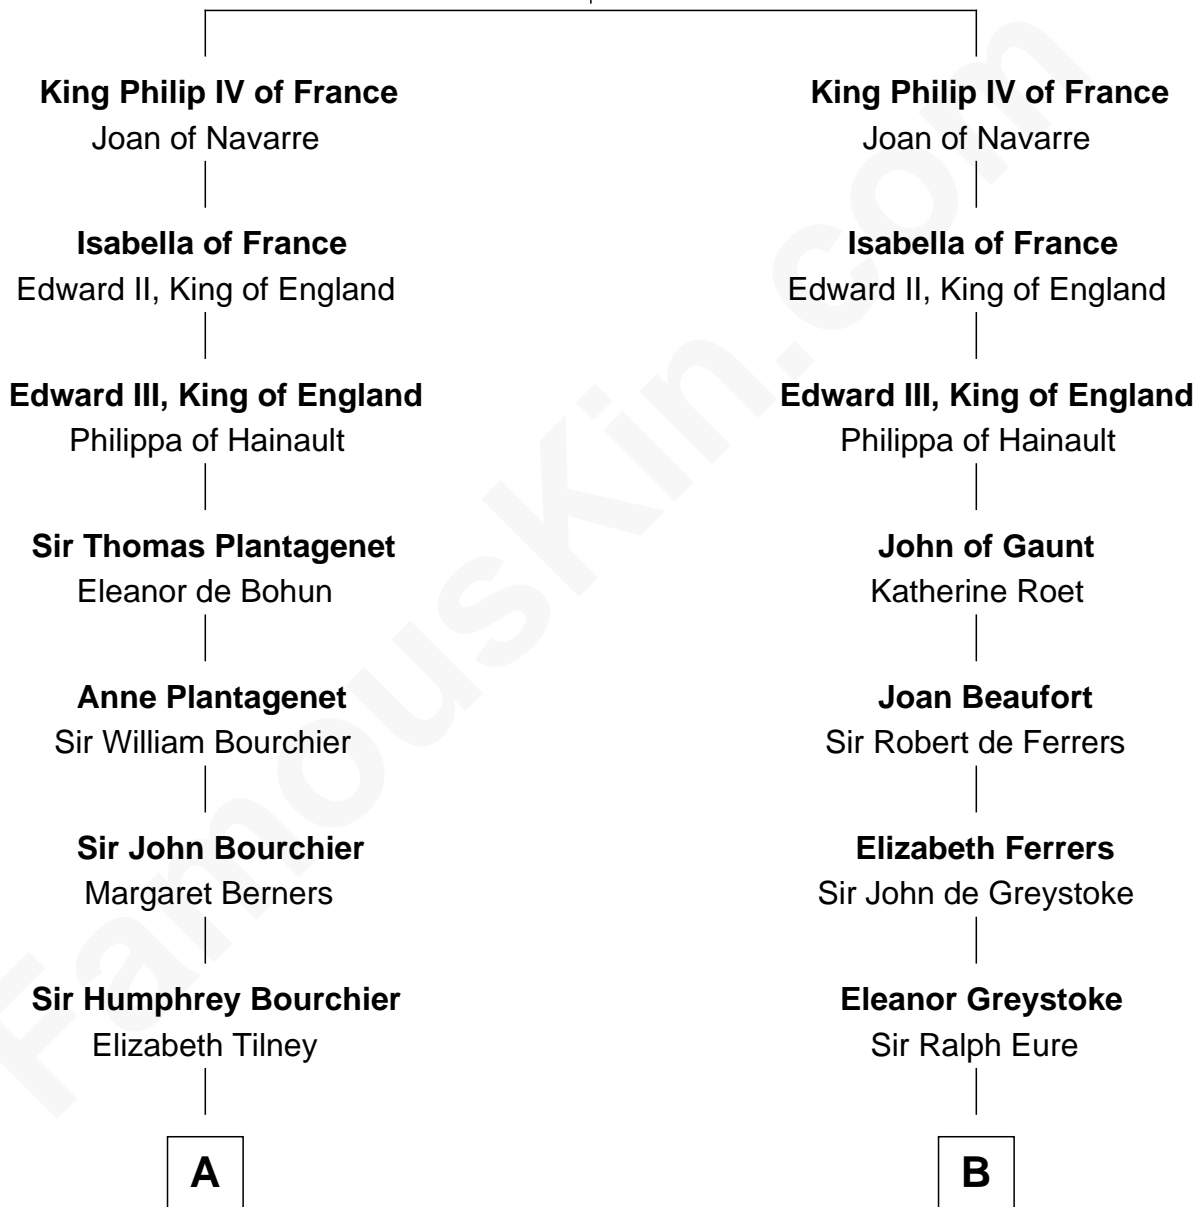 King Philip IV of France
Joan of Navarre
Isabella of France
Edward II, King of England
Edward III, King of England
Philippa of Hainault
Sir Thomas Plantagenet
Eleanor de Bohun
Anne Plantagenet
Sir William Bourchier
Sir John Bourchier
Margaret Berners
Sir Humphrey Bourchier
Elizabeth Tilney
A
King Philip IV of France
Joan of Navarre
Isabella of France
Edward II, King of England
Edward III, King of England
Philippa of Hainault
John of Gaunt
Katherine Roet
Joan Beaufort
Sir Robert de Ferrers
Elizabeth Ferrers
Sir John de Greystoke
Eleanor Greystoke
Sir Ralph Eure
B
FamousKin.com